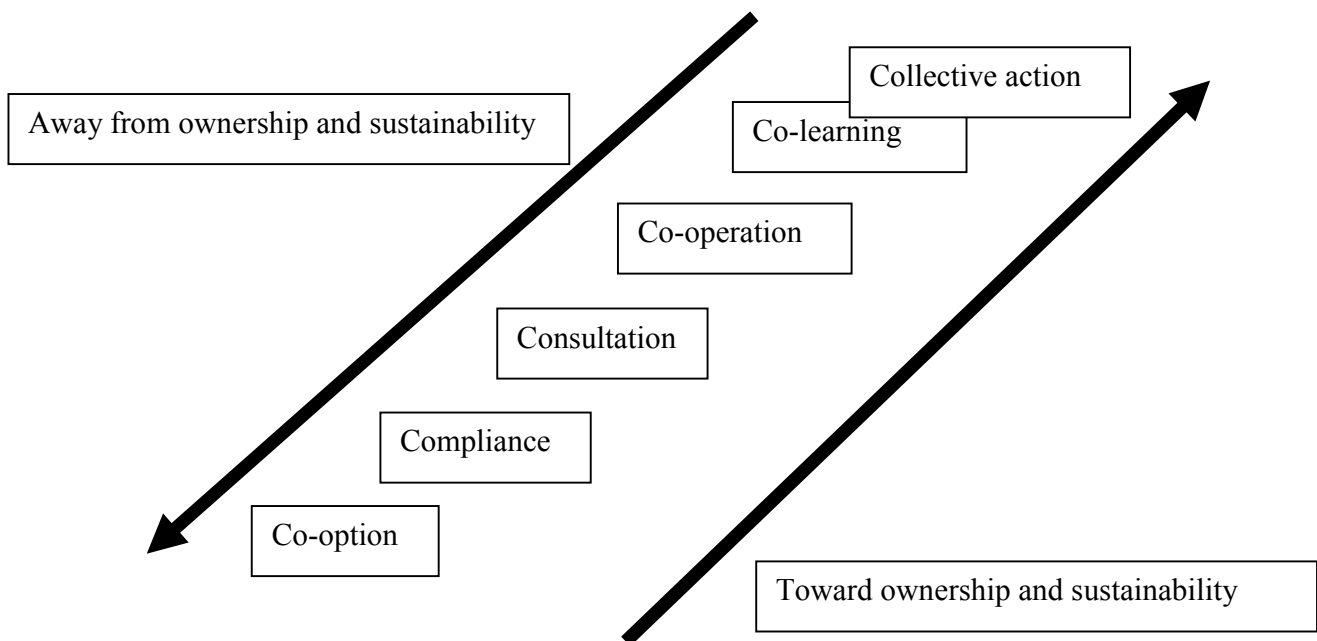 Collective action
Away from ownership and sustainability
Co-learning
Co-operation
Consultation
Compliance
Co-option
Toward ownership and sustainability